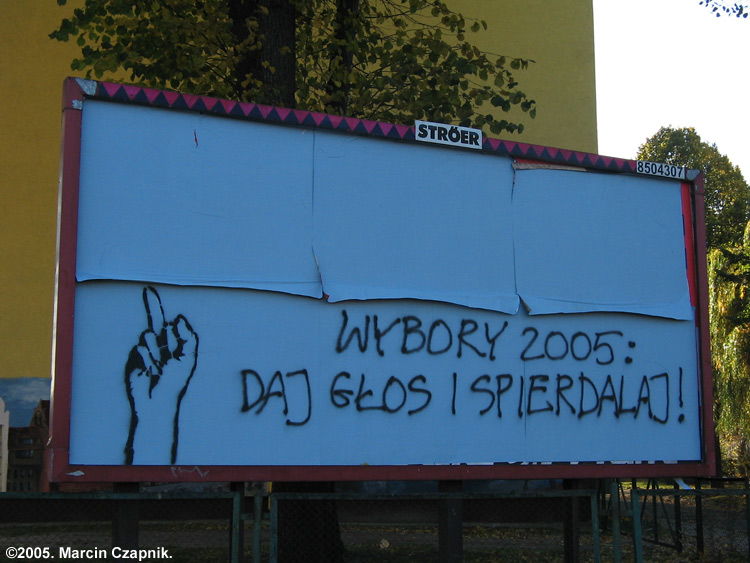 STRÖER
8504307
WYBORY 2005:
DAJ GŁOS I SPIERDALAJ!
©2005. Marcin Czapnik.